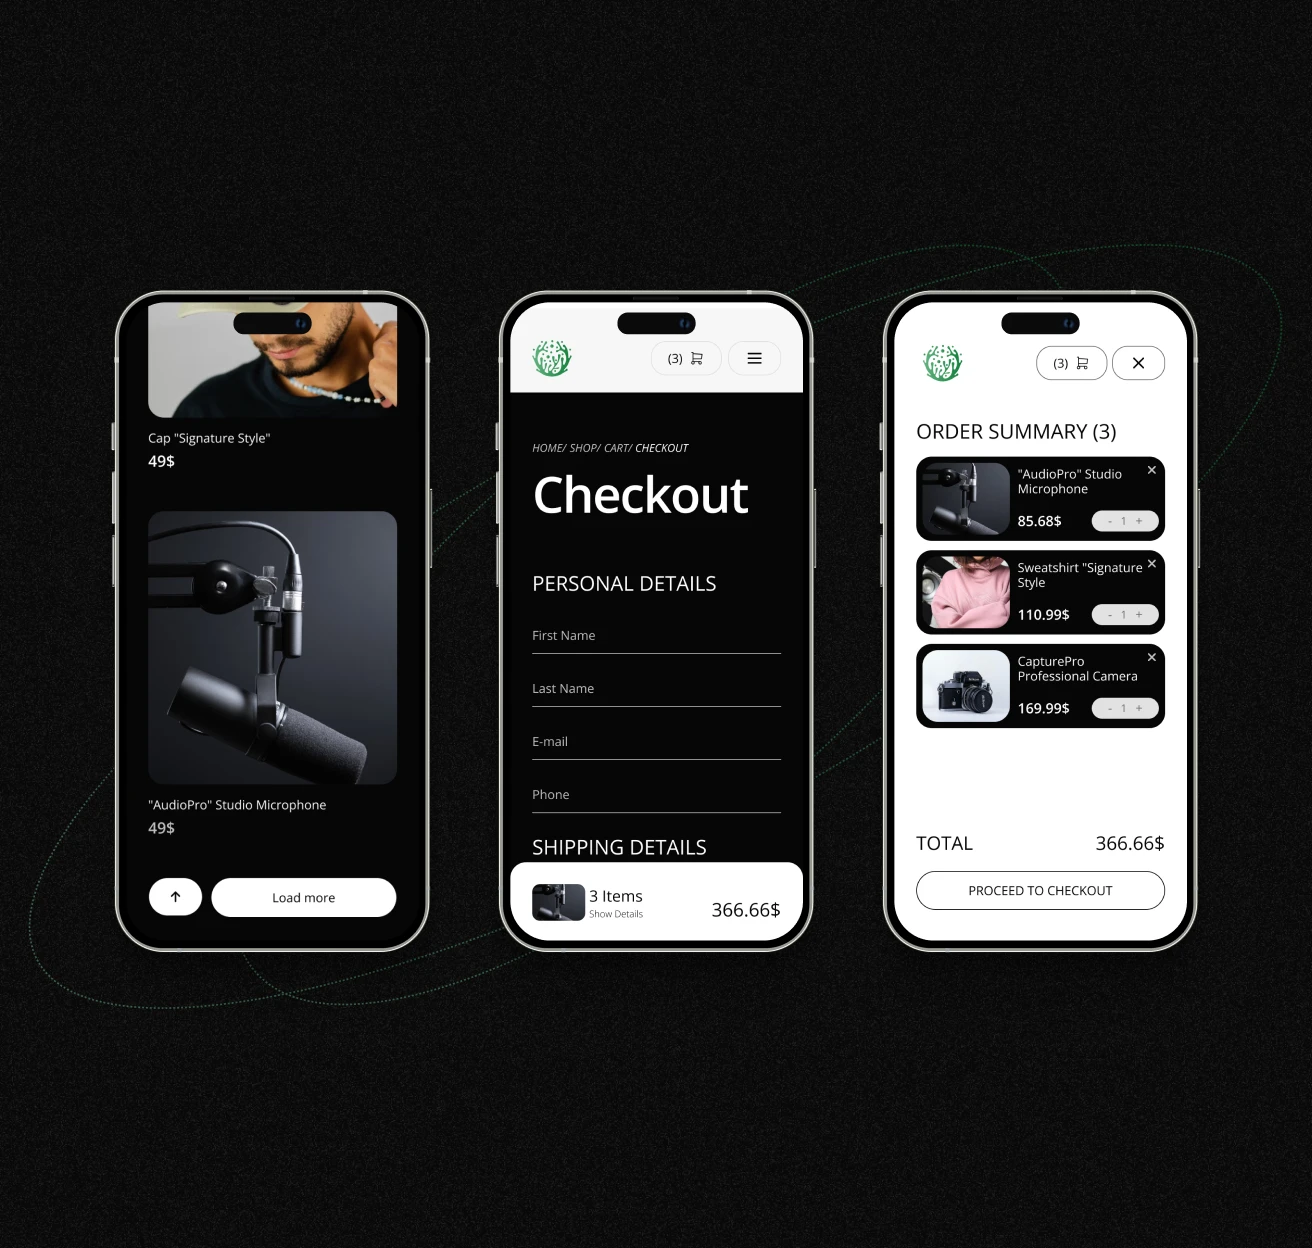 Cap "Signature Style"
49$
"AudioPro" Studio Microphone
49$
Load more
(3)
HOME/ SHOP/ CART/ CHECKOUT
Checkout
PERSONAL DETAILS
First Name
Last Name
E-mail
Phone
SHIPPING DETAILS
3 Items
Show Details
366.66$
(3)
ORDER SUMMARY (3)
"AudioPro" Studio
Microphone
85.68$
- 1 +
Sweatshirt "Signature
Style
110.99$
- 1 +
CapturePro
Professional Camera
169.99$
- 1 +
TOTAL 366.66$
PROCEED TO CHECKOUT